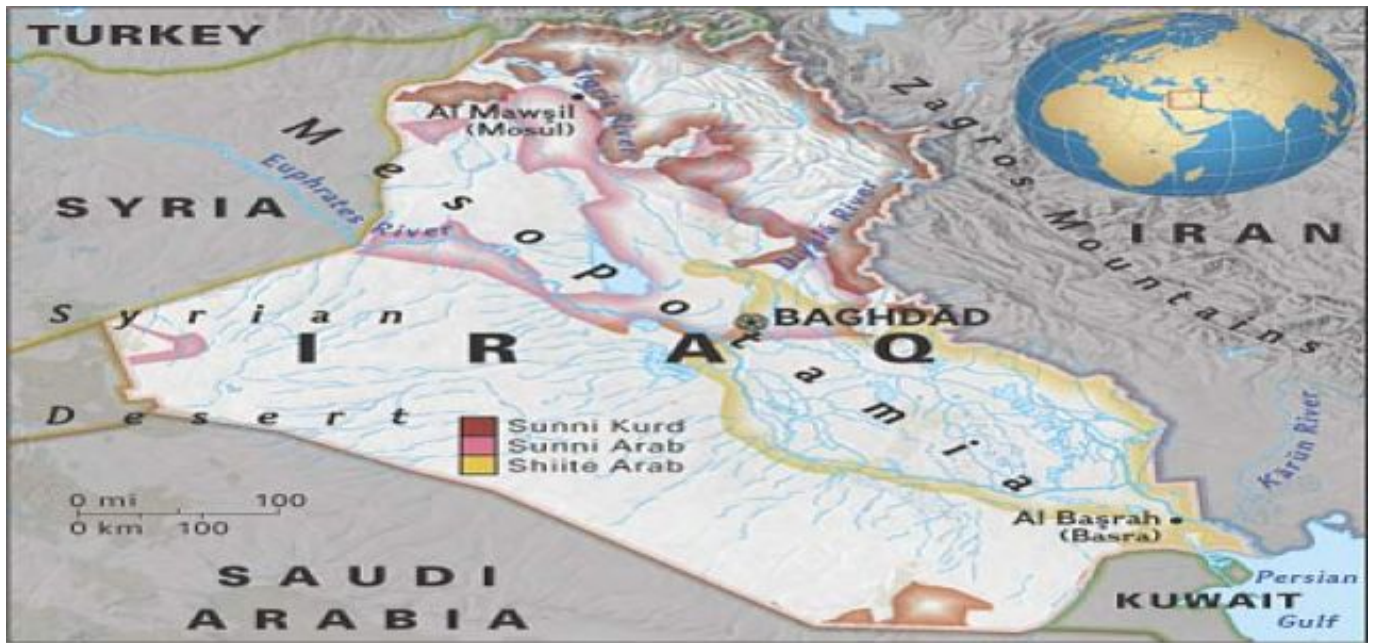 TURKEY
Al Mawşil
(Mosul)
Tigris River
Zagros Mountains
Mesopotamia
Euphrates River
SYRIA
Diyālá River
IRAN
Syrian
Desert
BAGHDĀD
IRAQ
Sunni Kurd
Sunni Arab
Shiite Arab
Kārūn River
0 mi 100
0 km 100
Al Başrah
(Basra)
SAUDI
ARABIA
KUWAIT
Persian
Gulf